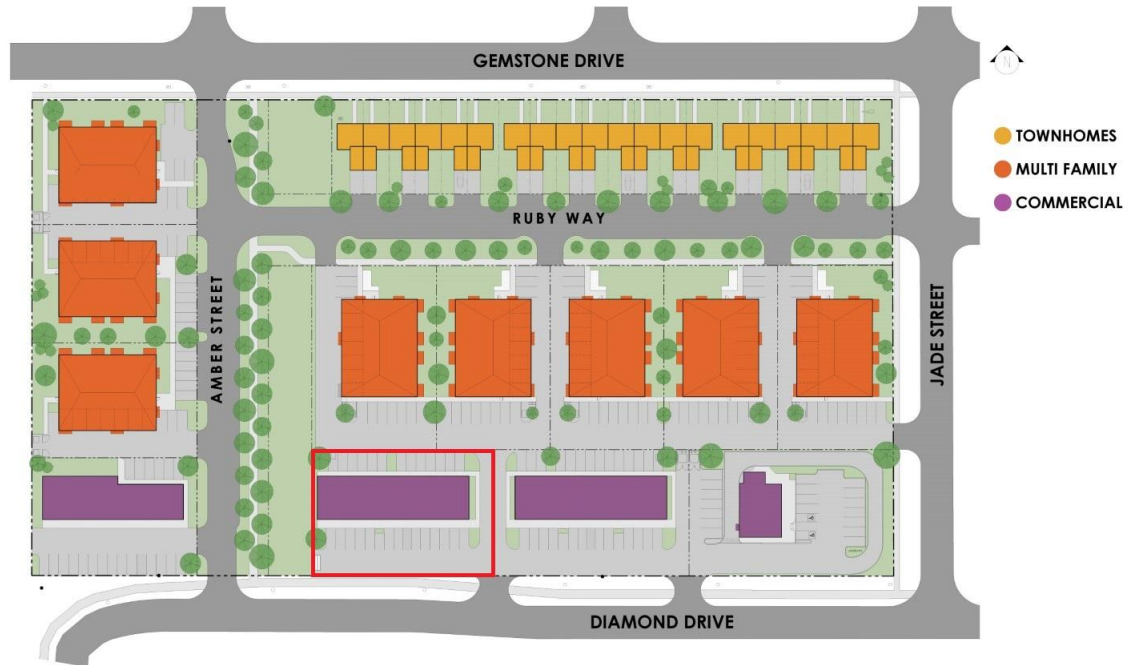 GEMSTONE DRIVE
N
TOWNHOMES
MULTI FAMILY
COMMERCIAL
RUBY WAY
AMBER STREET
JADE STREET
DIAMOND DRIVE